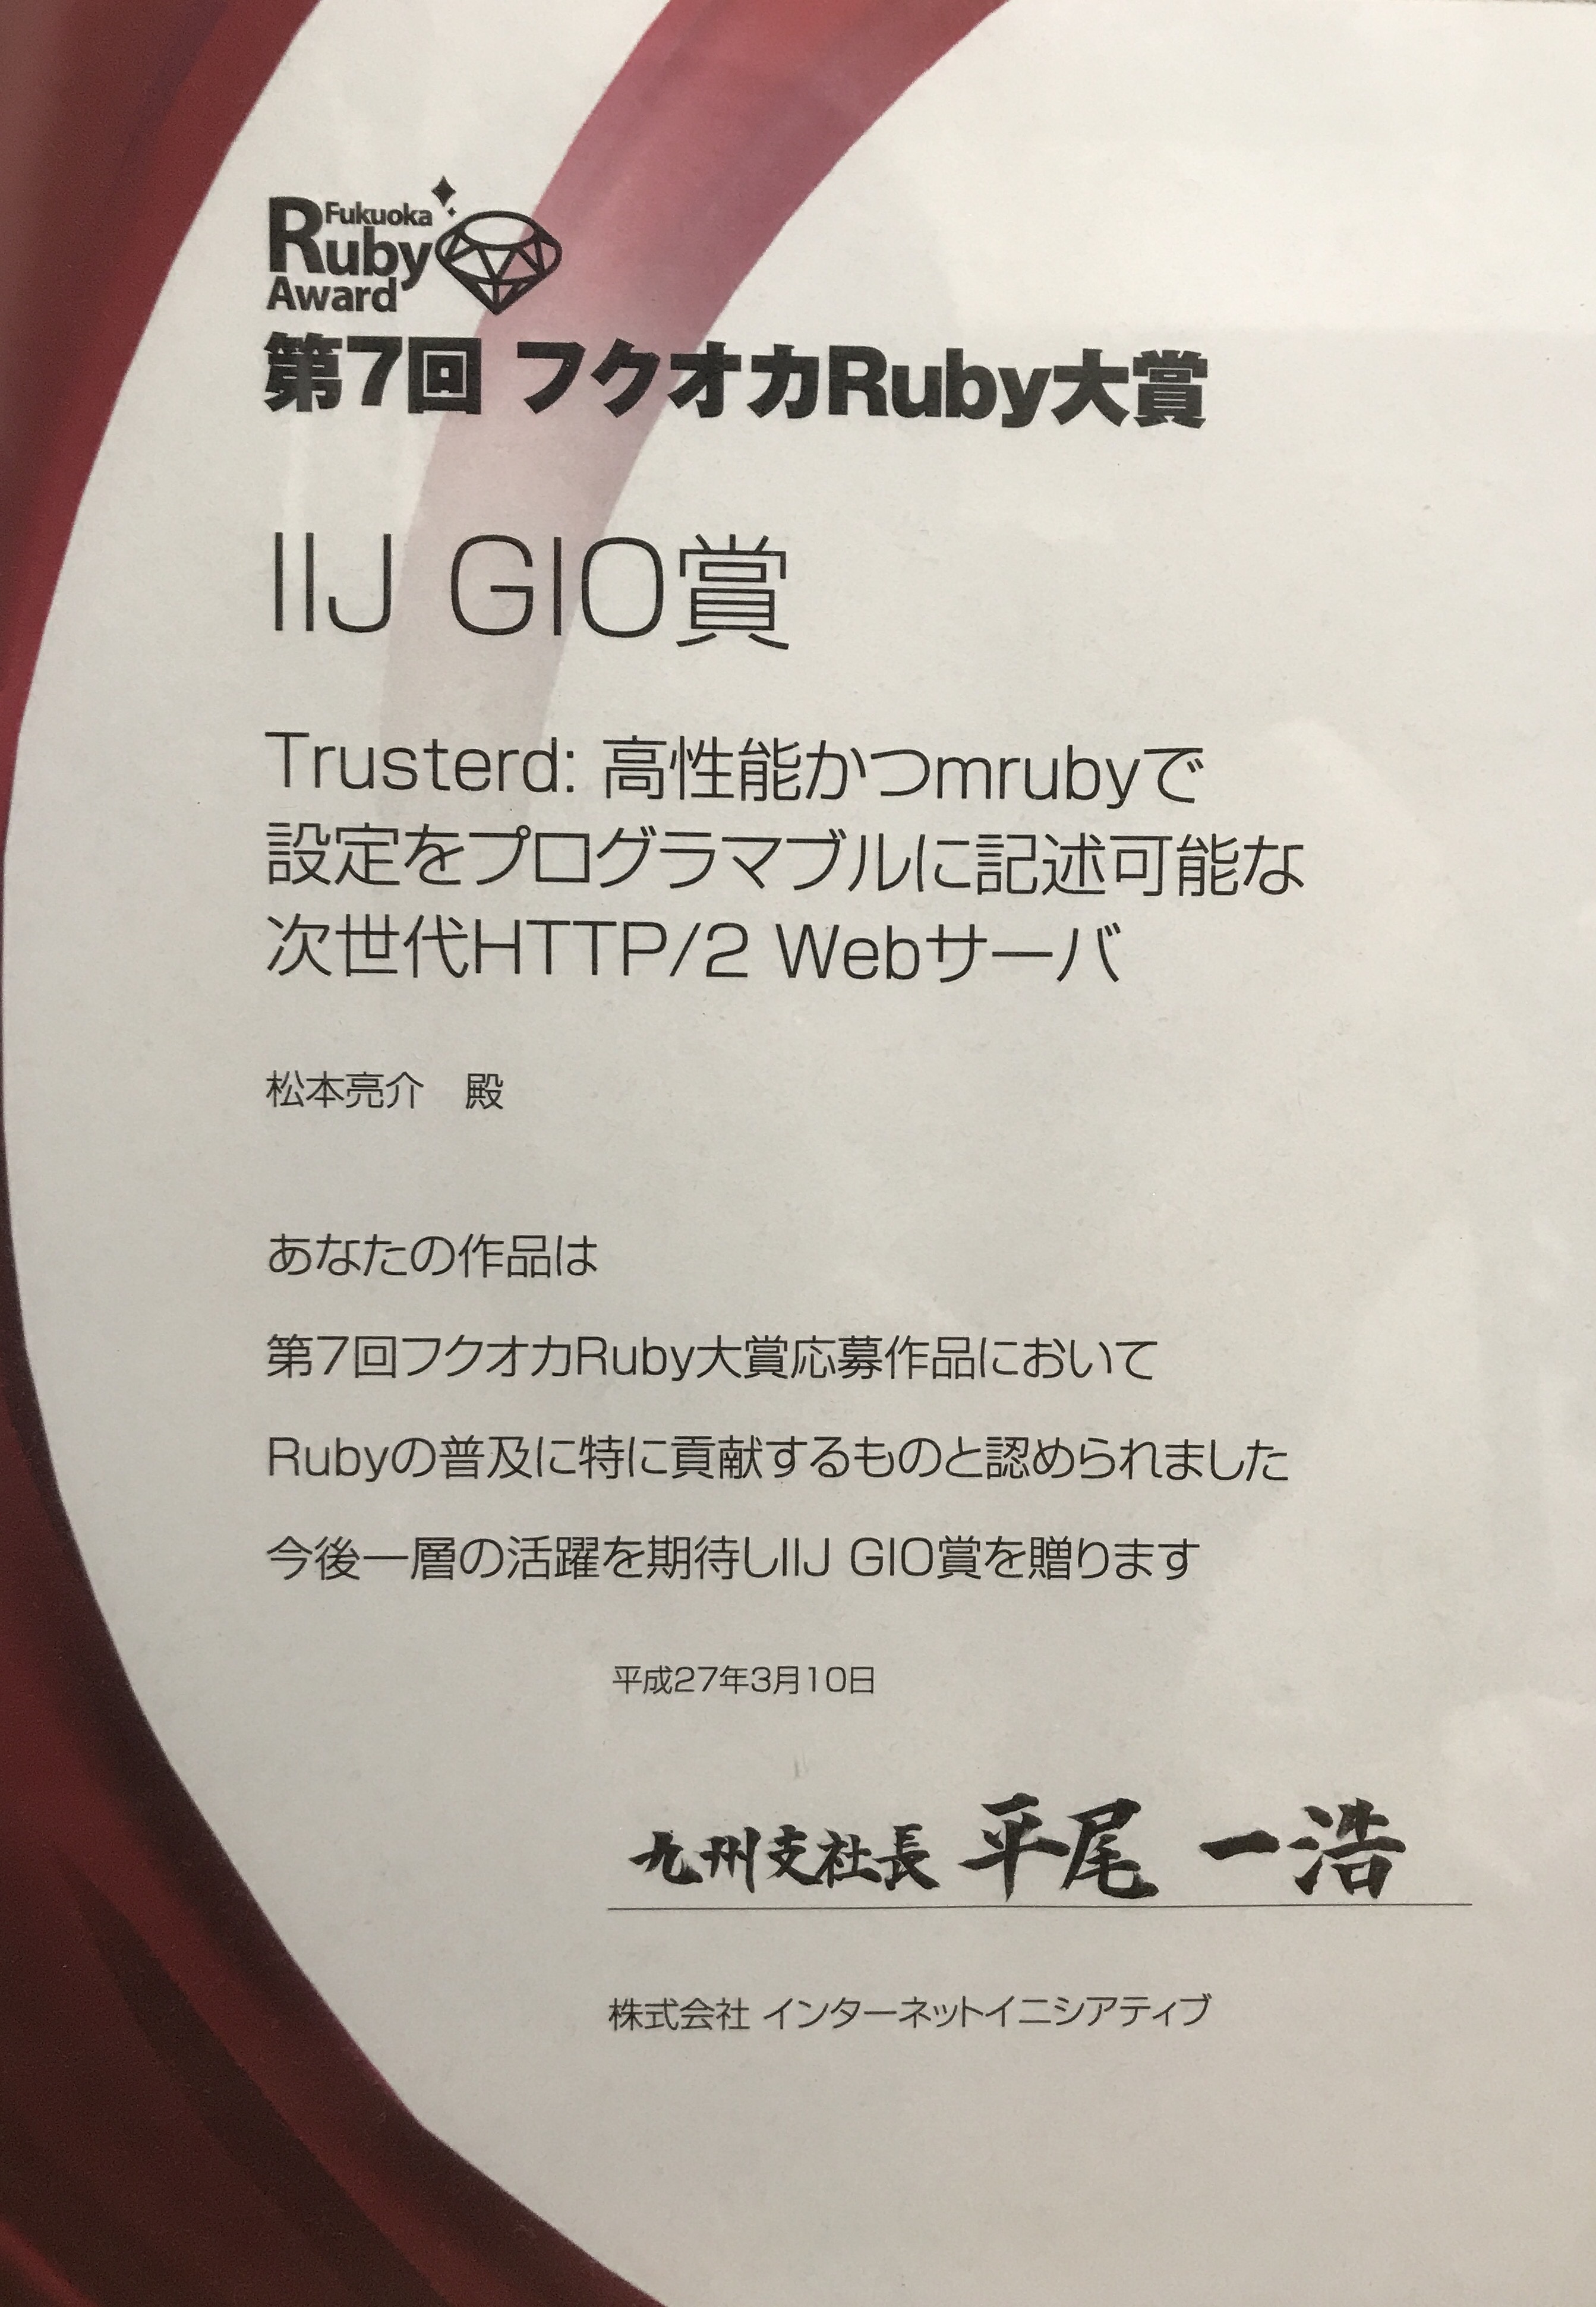 Fukuoka
Ruby
Award
第7回 フクオカRuby大賞
IIJ GIO賞
Trusterd: 高性能かつmrubyで
設定をプログラマブルに記述可能な
次世代HTTP/2 Webサーバ
松本亮介　殿
あなたの作品は
第7回フクオカRuby大賞応募作品において
Rubyの普及に特に貢献するものと認められました
今後一層の活躍を期待しIIJ GIO賞を贈ります
平成27年3月10日
九州支社長 平尾 一浩
株式会社 インターネットイニシアティブ